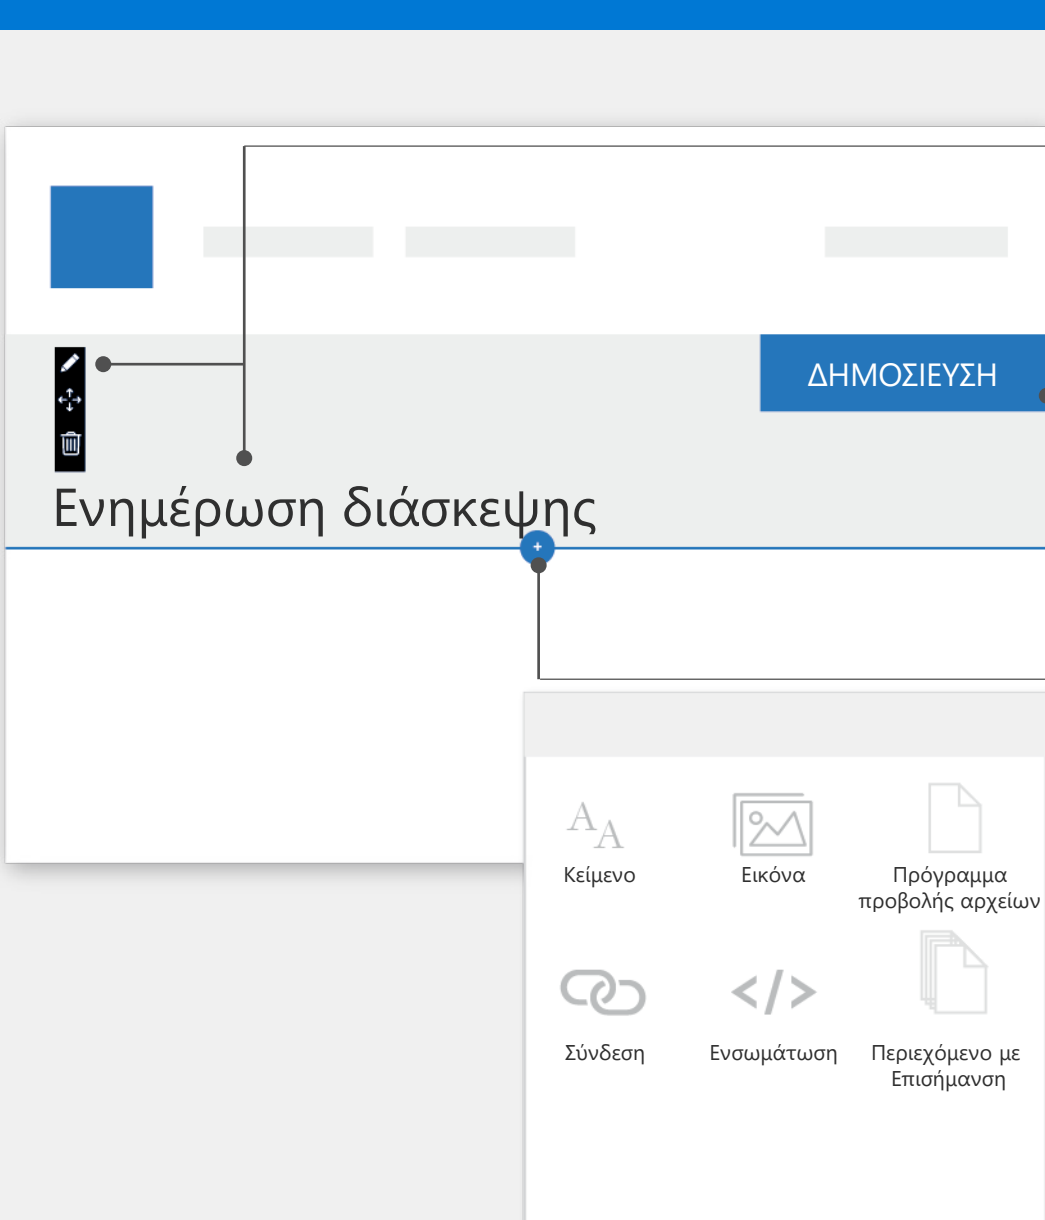 ΔΗΜΟΣΙΕΥΣΗ
Ενημέρωση διάσκεψης
Κείμενο
Εικόνα
Πρόγραμμα
προβολής αρχείων
Σύνδεση
Ενσωμάτωση
Περιεχόμενο με
Επισήμανση